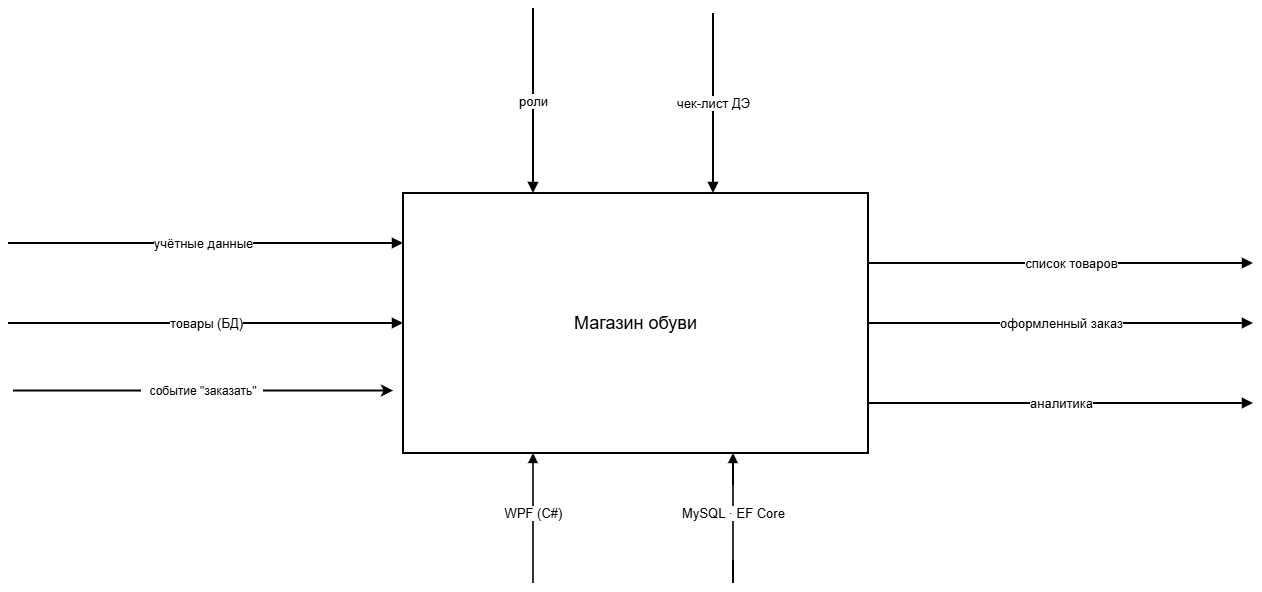 роли
чек-лист ДЭ
учётные данные
список товаров
товары (БД)
Магазин обуви
оформленный заказ
событие "заказать"
аналитика
WPF (C#)
MySQL · EF Core